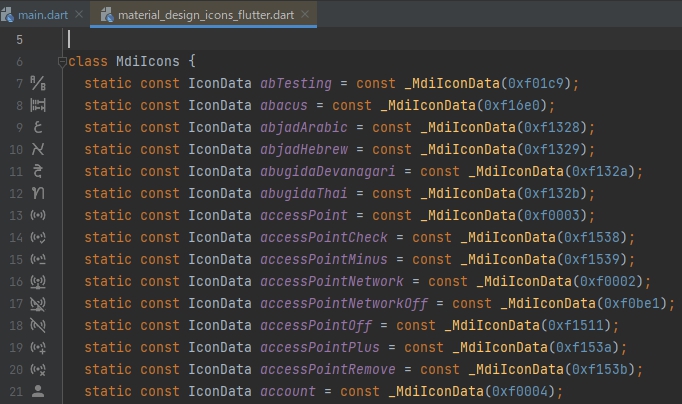 main.dart material_design_icons_flutter.dart
5
6 class MdiIcons {
7 static const IconData abTesting = const _MdiIconData(0xf01c9);
8 static const IconData abacus = const _MdiIconData(0xf16e0);
9 static const IconData abjadArabic = const _MdiIconData(0xf1328);
10 static const IconData abjadHebrew = const _MdiIconData(0xf1329);
11 static const IconData abugidaDevanagari = const _MdiIconData(0xf132a);
12 static const IconData abugidaThai = const _MdiIconData(0xf132b);
13 static const IconData accessPoint = const _MdiIconData(0xf0003);
14 static const IconData accessPointCheck = const _MdiIconData(0xf1538);
15 static const IconData accessPointMinus = const _MdiIconData(0xf1539);
16 static const IconData accessPointNetwork = const _MdiIconData(0xf0002);
17 static const IconData accessPointNetworkOff = const _MdiIconData(0xf0be1);
18 static const IconData accessPointOff = const _MdiIconData(0xf1511);
19 static const IconData accessPointPlus = const _MdiIconData(0xf153a);
20 static const IconData accessPointRemove = const _MdiIconData(0xf153b);
21 static const IconData account = const _MdiIconData(0xf0004);